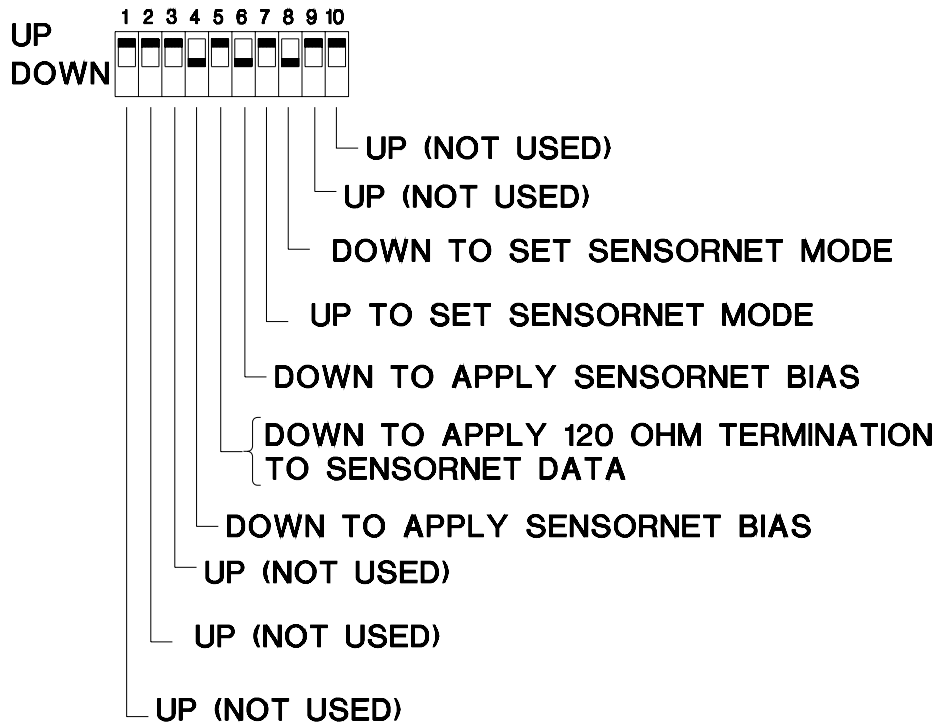 1 2 3 4 5 6 7 8 9 10
UP
DOWN
UP (NOT USED)
UP (NOT USED)
DOWN TO SET SENSORNET MODE
UP TO SET SENSORNET MODE
DOWN TO APPLY SENSORNET BIAS
DOWN TO APPLY 120 OHM TERMINATION
TO SENSORNET DATA
DOWN TO APPLY SENSORNET BIAS
UP (NOT USED)
UP (NOT USED)
UP (NOT USED)